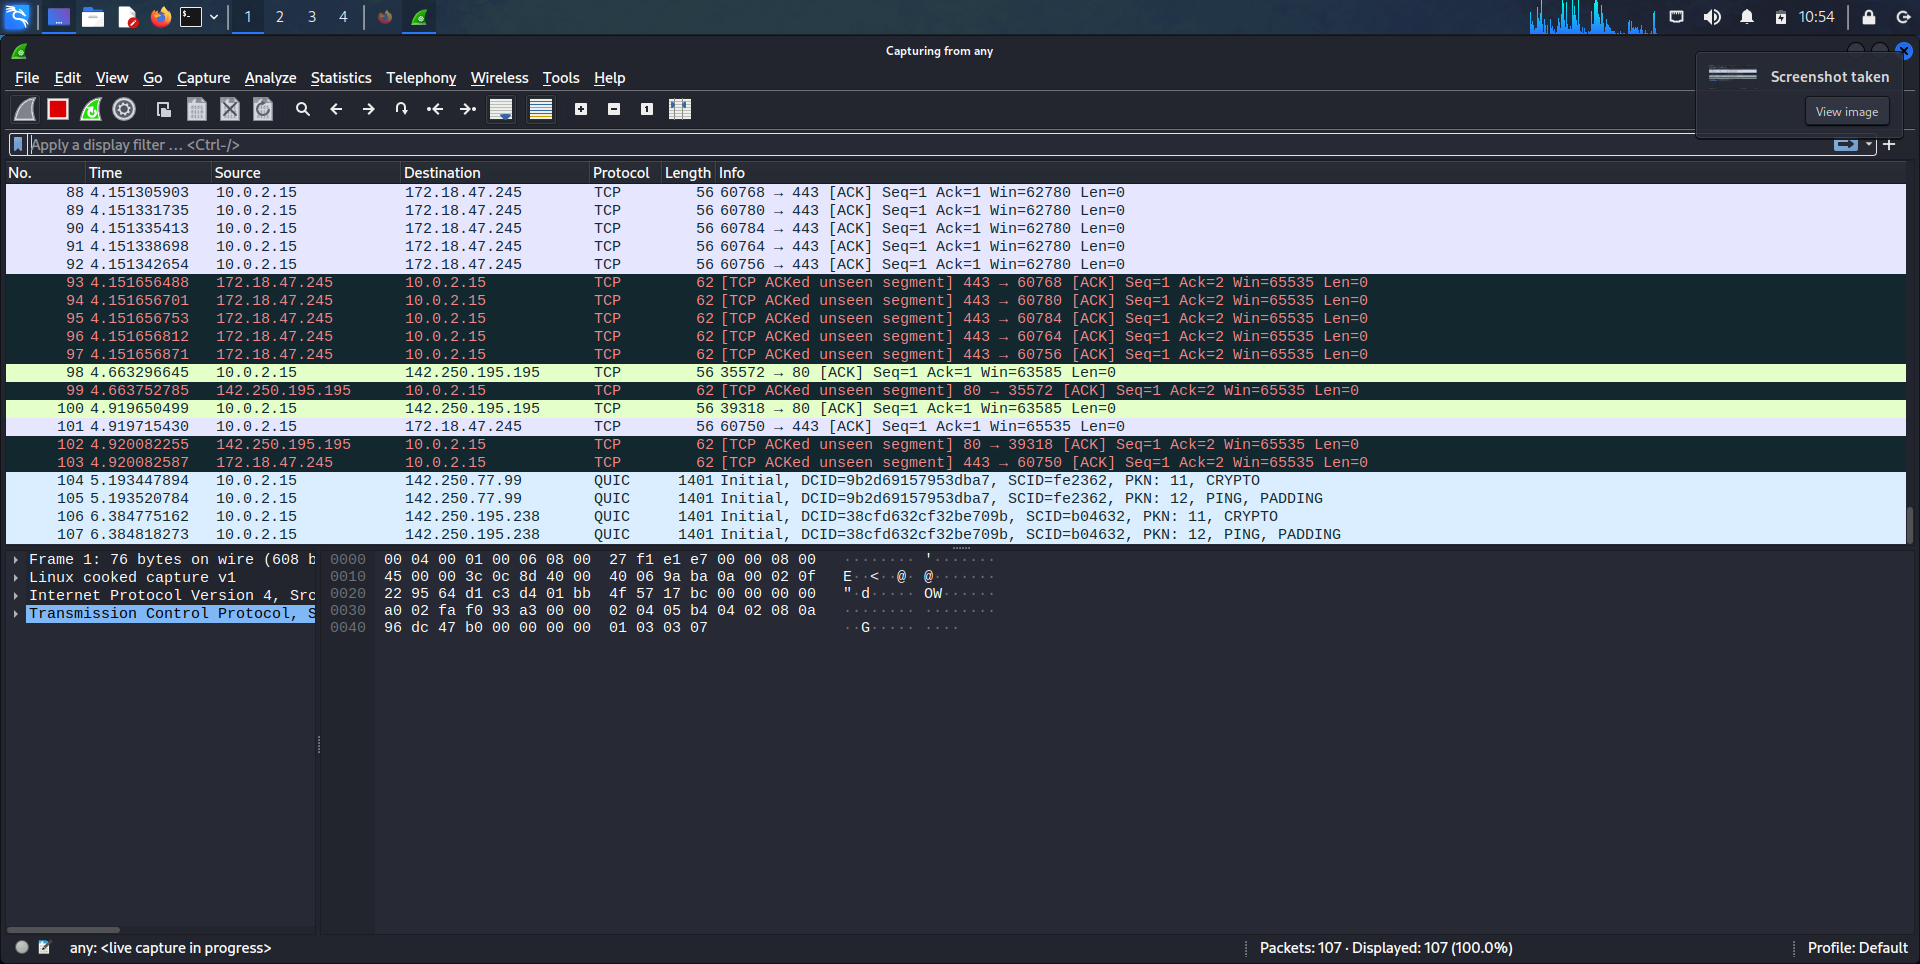 1 2 3 4 10:54
Capturing from any
File Edit View Go Capture Analyze Statistics Telephony Wireless Tools Help
Screenshot taken
View image
Apply a display filter … <Ctrl-/>
No. Time Source Destination Protocol Length Info
88 4.151305903 10.0.2.15 172.18.47.245 TCP 56 60768 → 443 [ACK] Seq=1 Ack=1 Win=62780 Len=0
89 4.151331735 10.0.2.15 172.18.47.245 TCP 56 60780 → 443 [ACK] Seq=1 Ack=1 Win=62780 Len=0
90 4.151335413 10.0.2.15 172.18.47.245 TCP 56 60784 → 443 [ACK] Seq=1 Ack=1 Win=62780 Len=0
91 4.151338698 10.0.2.15 172.18.47.245 TCP 56 60764 → 443 [ACK] Seq=1 Ack=1 Win=62780 Len=0
92 4.151342654 10.0.2.15 172.18.47.245 TCP 56 60756 → 443 [ACK] Seq=1 Ack=1 Win=62780 Len=0
93 4.151656488 172.18.47.245 10.0.2.15 TCP 62 [TCP ACKed unseen segment] 443 → 60768 [ACK] Seq=1 Ack=2 Win=65535 Len=0
94 4.151656701 172.18.47.245 10.0.2.15 TCP 62 [TCP ACKed unseen segment] 443 → 60780 [ACK] Seq=1 Ack=2 Win=65535 Len=0
95 4.151656753 172.18.47.245 10.0.2.15 TCP 62 [TCP ACKed unseen segment] 443 → 60784 [ACK] Seq=1 Ack=2 Win=65535 Len=0
96 4.151656812 172.18.47.245 10.0.2.15 TCP 62 [TCP ACKed unseen segment] 443 → 60764 [ACK] Seq=1 Ack=2 Win=65535 Len=0
97 4.151656871 172.18.47.245 10.0.2.15 TCP 62 [TCP ACKed unseen segment] 443 → 60756 [ACK] Seq=1 Ack=2 Win=65535 Len=0
98 4.663296645 10.0.2.15 142.250.195.195 TCP 56 35572 → 80 [ACK] Seq=1 Ack=1 Win=63585 Len=0
99 4.663752785 142.250.195.195 10.0.2.15 TCP 62 [TCP ACKed unseen segment] 80 → 35572 [ACK] Seq=1 Ack=2 Win=65535 Len=0
100 4.919650499 10.0.2.15 142.250.195.195 TCP 56 39318 → 80 [ACK] Seq=1 Ack=1 Win=63585 Len=0
101 4.919715430 10.0.2.15 172.18.47.245 TCP 56 60750 → 443 [ACK] Seq=1 Ack=1 Win=65535 Len=0
102 4.920082255 142.250.195.195 10.0.2.15 TCP 62 [TCP ACKed unseen segment] 80 → 39318 [ACK] Seq=1 Ack=2 Win=65535 Len=0
103 4.920082587 172.18.47.245 10.0.2.15 TCP 62 [TCP ACKed unseen segment] 443 → 60750 [ACK] Seq=1 Ack=2 Win=65535 Len=0
104 5.193447894 10.0.2.15 142.250.77.99 QUIC 1401 Initial, DCID=9b2d69157953dba7, SCID=fe2362, PKN: 11, CRYPTO
105 5.193520784 10.0.2.15 142.250.77.99 QUIC 1401 Initial, DCID=9b2d69157953dba7, SCID=fe2362, PKN: 12, PING, PADDING
106 6.384775162 10.0.2.15 142.250.195.238 QUIC 1401 Initial, DCID=38cfd632cf32be709b, SCID=b04632, PKN: 11, CRYPTO
107 6.384818273 10.0.2.15 142.250.195.238 QUIC 1401 Initial, DCID=38cfd632cf32be709b, SCID=b04632, PKN: 12, PING, PADDING
Frame 1: 76 bytes on wire (608 b
Linux cooked capture v1
Internet Protocol Version 4, Src
Transmission Control Protocol, S
0000 00 04 00 01 00 06 08 00 27 f1 e1 e7 00 00 08 00 ········ '·······
0010 45 00 00 3c 0c 8d 40 00 40 06 9a ba 0a 00 02 0f E··<··@· @·······
0020 22 95 64 d1 c3 d4 01 bb 4f 57 17 bc 00 00 00 00 "·d····· OW······
0030 a0 02 fa f0 93 a3 00 00 02 04 05 b4 04 02 08 0a ········ ········
0040 96 dc 47 b0 00 00 00 00 01 03 03 07 ··G····· ····
any: <live capture in progress>
Packets: 107 · Displayed: 107 (100.0%)
Profile: Default